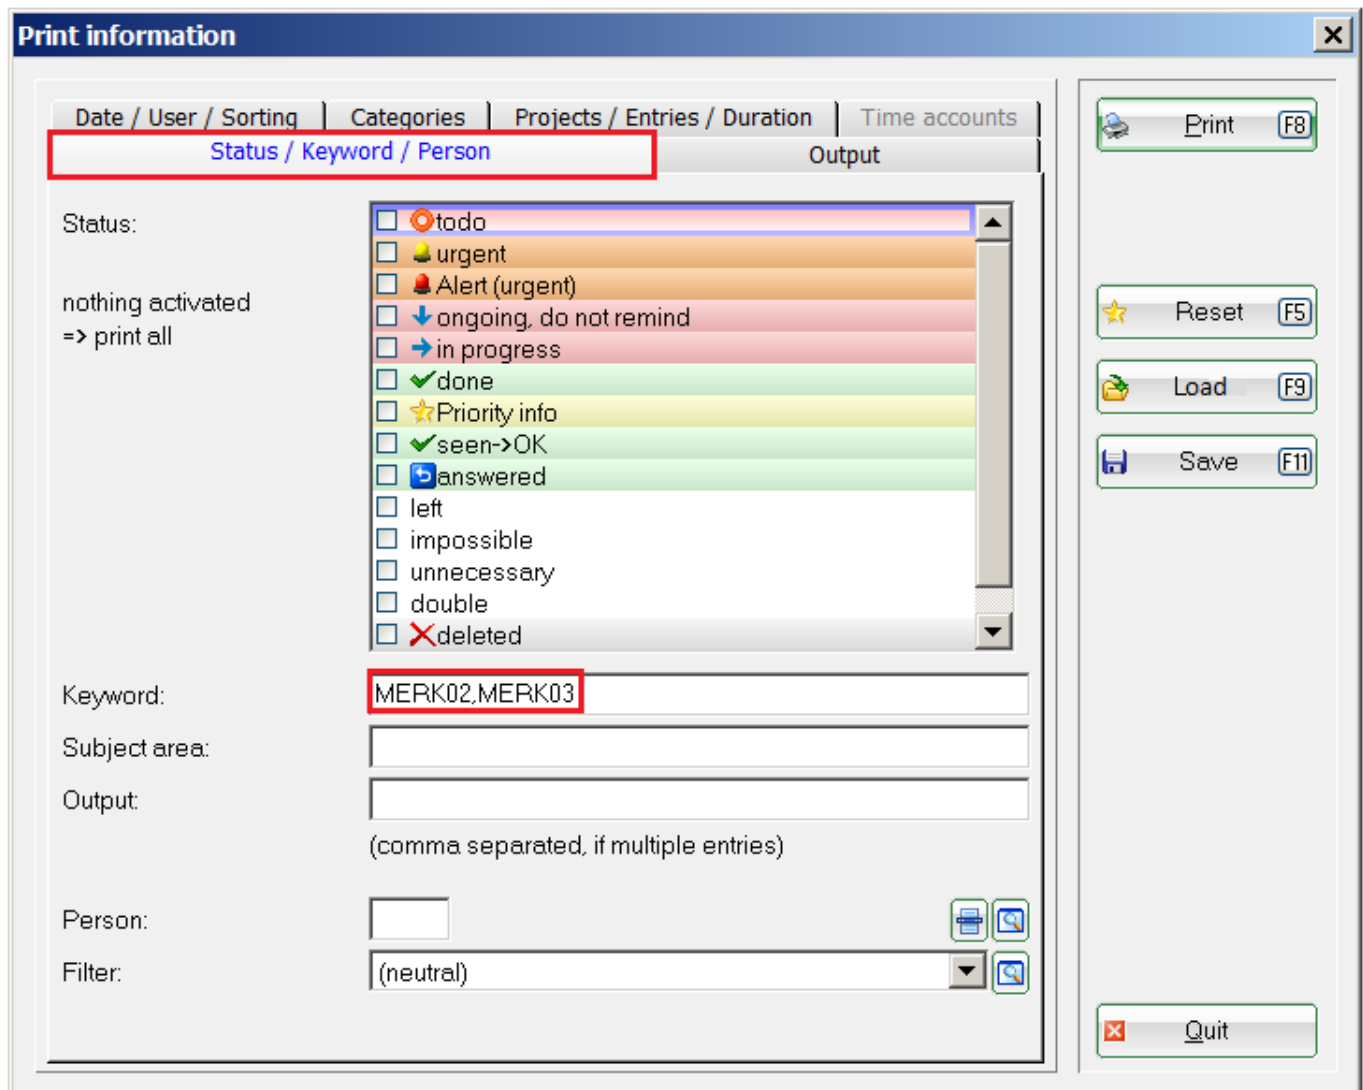 Print information
Date / User / Sorting
Categories
Projects / Entries / Duration
Time accounts
Status / Keyword / Person
Output
Status:
nothing activated
=> print all
todo
urgent
Alert (urgent)
ongoing, do not remind
in progress
done
Priority info
seen->OK
answered
left
impossible
unnecessary
double
deleted
Keyword:
MERK02,MERK03
Subject area:
Output:
(comma separated, if multiple entries)
Person:
Filter:
(neutral)
Print F8
Reset F5
Load F9
Save F11
Quit